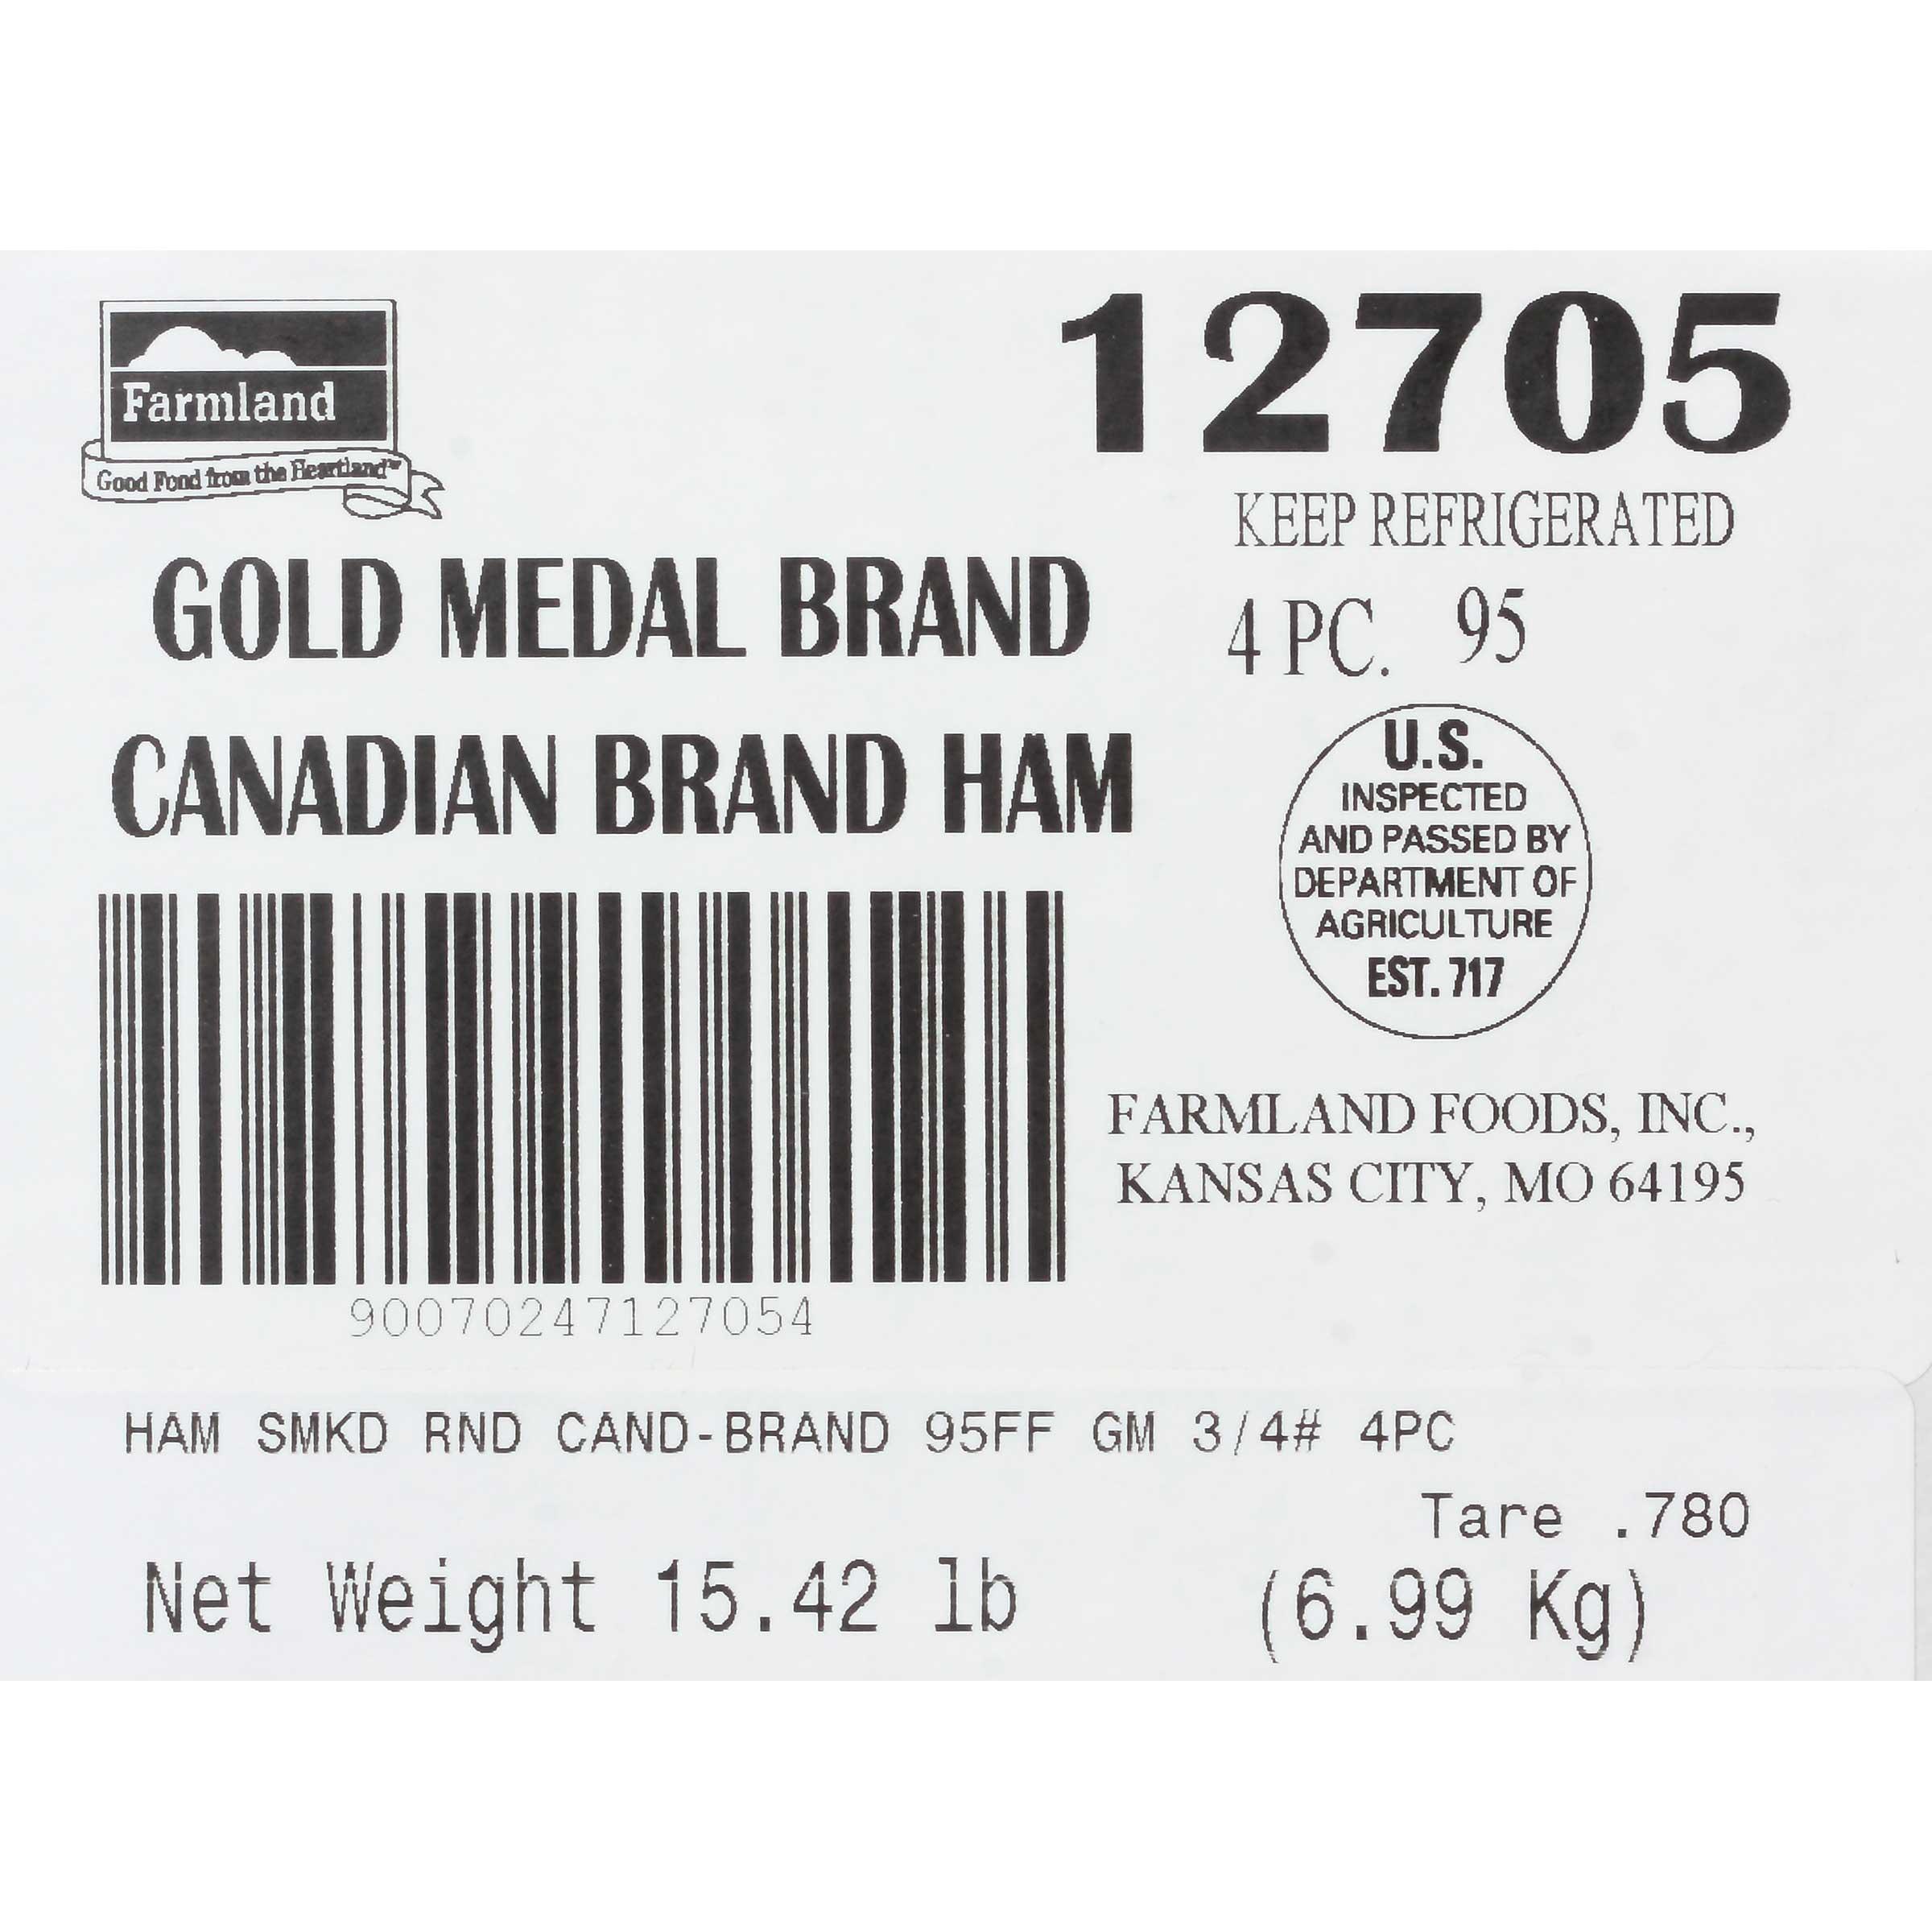 Farmland
Good Food from the Heartland™
12705
KEEP REFRIGERATED
4 PC. 95
GOLD MEDAL BRAND
CANADIAN BRAND HAM
U.S.
INSPECTED
AND PASSED BY
DEPARTMENT OF
AGRICULTURE
EST. 717
FARMLAND FOODS, INC.,
KANSAS CITY, MO 64195
90070247127054
HAM SMKD RND CAND-BRAND 95FF GM 3/4# 4PC
Tare .780
Net Weight 15.42 lb (6.99 Kg)